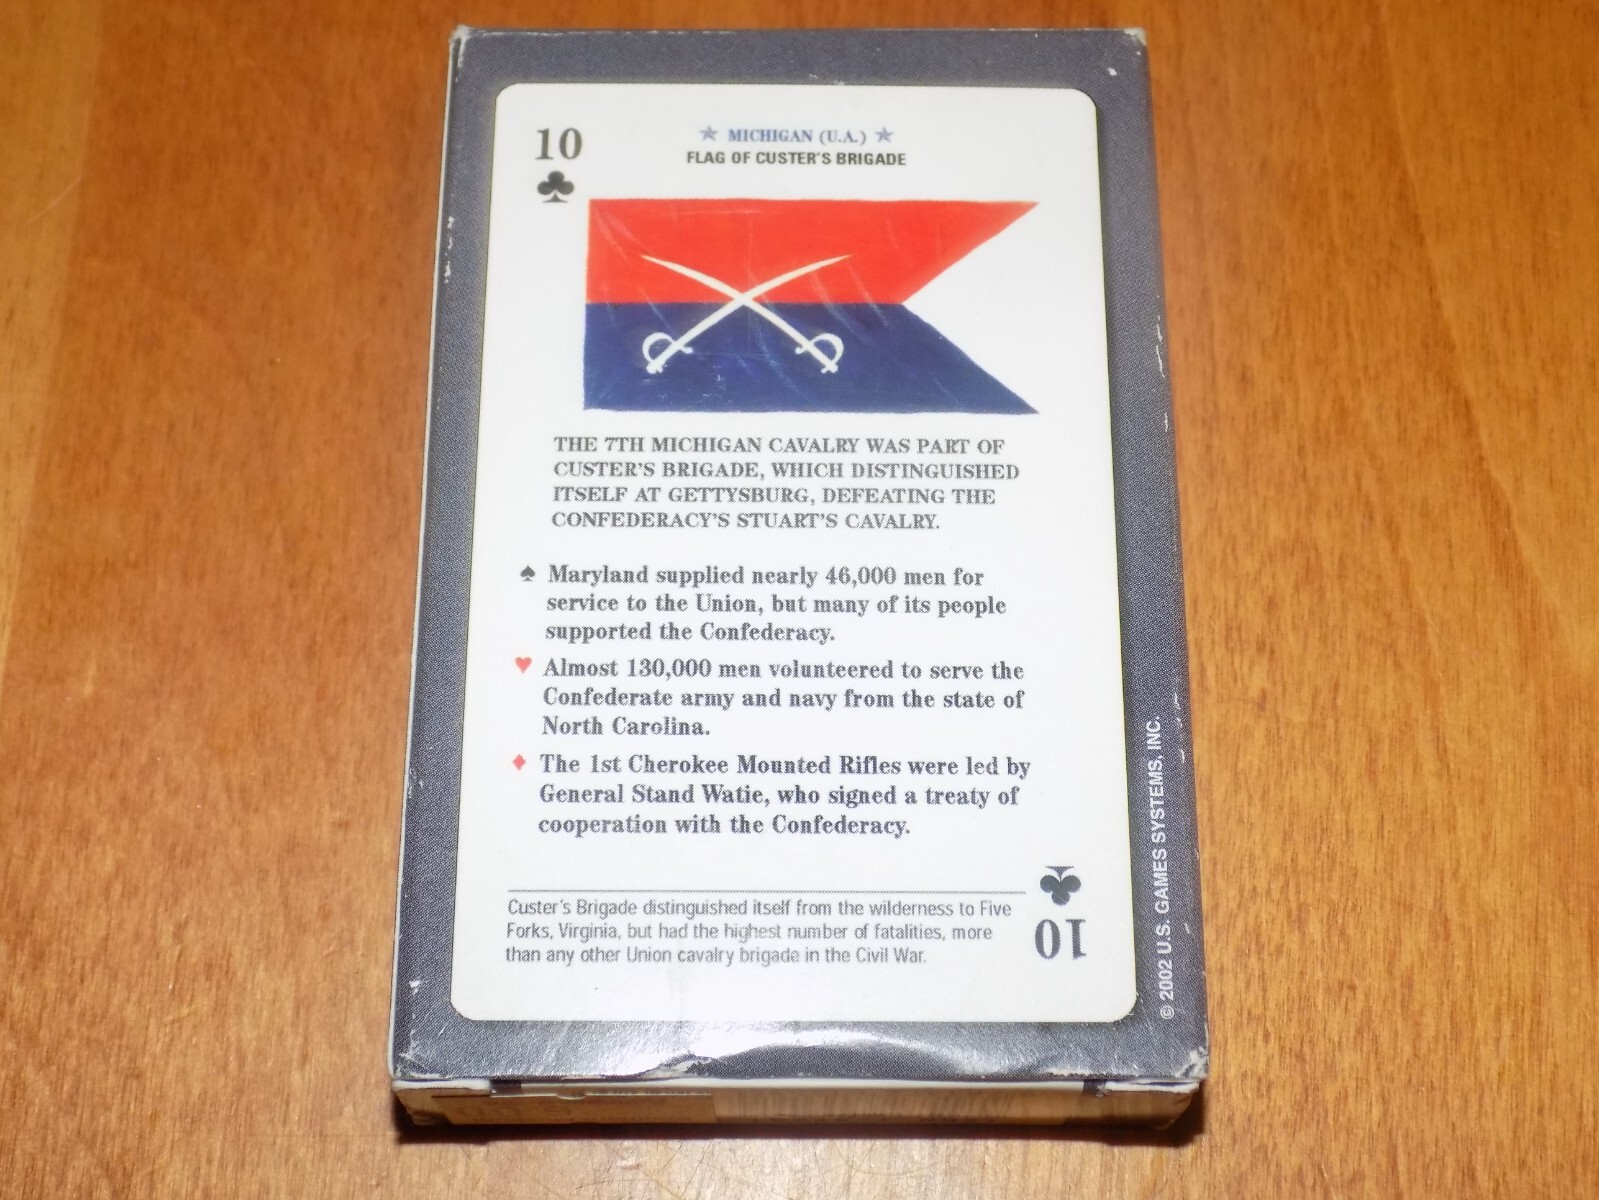 10
MICHIGAN (U.A.)
FLAG OF CUSTER'S BRIGADE
THE 7TH MICHIGAN CAVALRY WAS PART OF
CUSTER'S BRIGADE, WHICH DISTINGUISHED
ITSELF AT GETTYSBURG, DEFEATING THE
CONFEDERACY'S STUART'S CAVALRY.
♠ Maryland supplied nearly 46,000 men for
service to the Union, but many of its people
supported the Confederacy.
♥ Almost 130,000 men volunteered to serve the
Confederate army and navy from the state of
North Carolina.
♦ The 1st Cherokee Mounted Rifles were led by
General Stand Watie, who signed a treaty of
cooperation with the Confederacy.
Custer's Brigade distinguished itself from the wilderness to Five
Forks, Virginia, but had the highest number of fatalities, more
than any other Union cavalry brigade in the Civil War.
10
© 2002 U.S. GAMES SYSTEMS, INC.